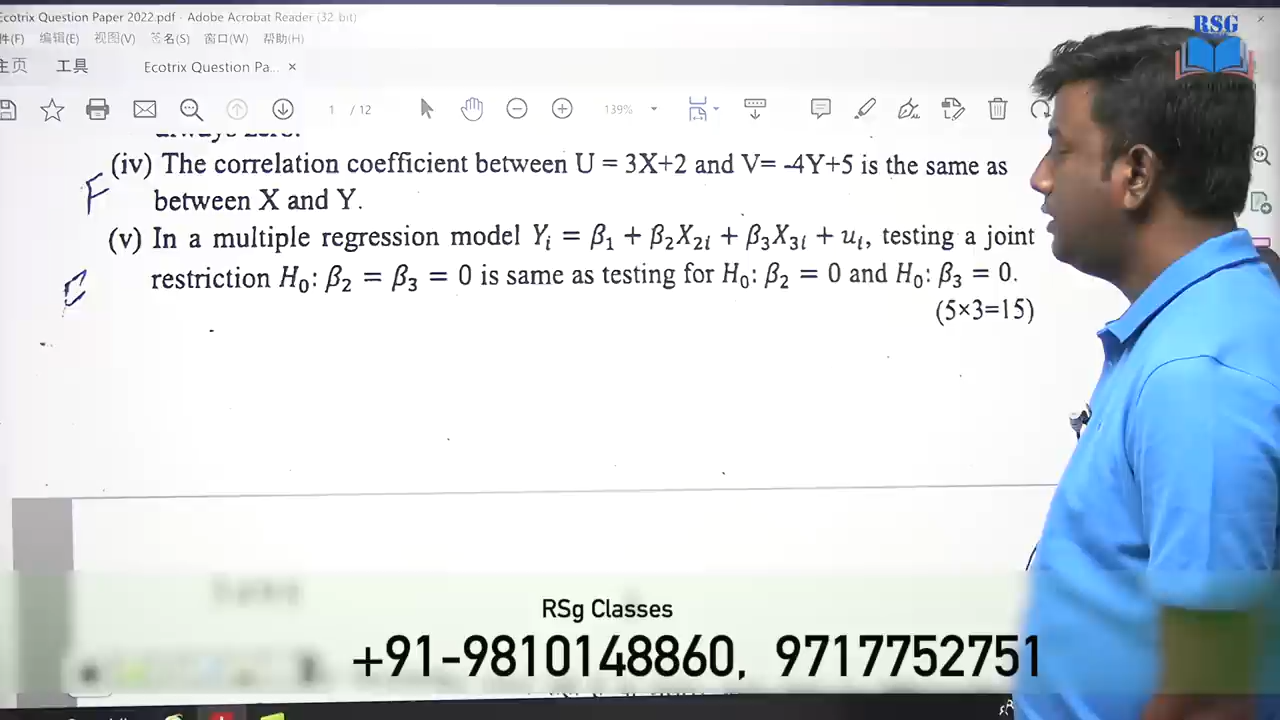 Ecotrix Question Paper 2022.pdf - Adobe Acrobat Reader (32 bit)
件(F) 编辑(E) 视图(V) 签名(S) 窗口(W) 帮助(H)
主页 工具 Ecotrix Question Pa... ×
1 / 12 139%
RSG
always zero.
(iv) The correlation coefficient between U = 3X+2 and V= -4Y+5 is the same as
F
between X and Y.
(v) In a multiple regression model Yᵢ = β₁ + β₂X₂ᵢ + β₃X₃ᵢ + uᵢ, testing a joint
restriction H₀: β₂ = β₃ = 0 is same as testing for H₀: β₂ = 0 and H₀: β₃ = 0.
(5×3=15)
RSg Classes
+91-9810148860, 9717752751